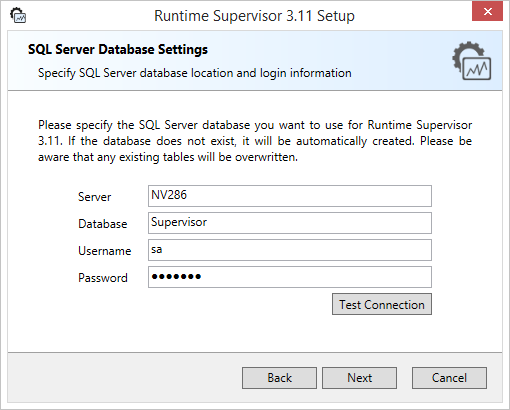 Runtime Supervisor 3.11 Setup
SQL Server Database Settings
Specify SQL Server database location and login information
Please specify the SQL Server database you want to use for Runtime Supervisor
3.11. If the database does not exist, it will be automatically created. Please be
aware that any existing tables will be overwritten.
Server NV286
Database Supervisor
Username sa
Password ●●●●●●●
Test Connection
Back Next Cancel